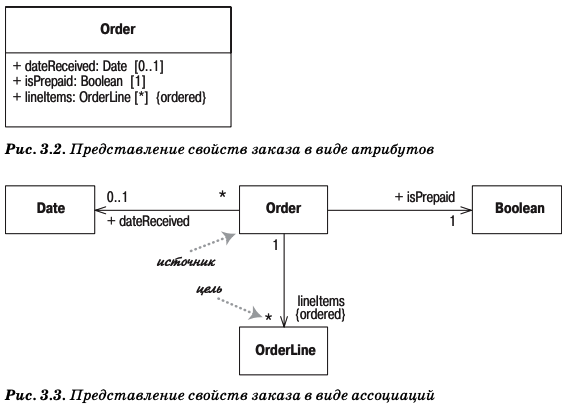 Order
+ dateReceived: Date [0..1]
+ isPrepaid: Boolean [1]
+ lineItems: OrderLine [*] {ordered}
Рис. 3.2. Представление свойств заказа в виде атрибутов
Date
0..1
*
+ dateReceived
Order
+ isPrepaid
1
Boolean
источник
1
цель
*
lineItems
{ordered}
OrderLine
Рис. 3.3. Представление свойств заказа в виде ассоциаций